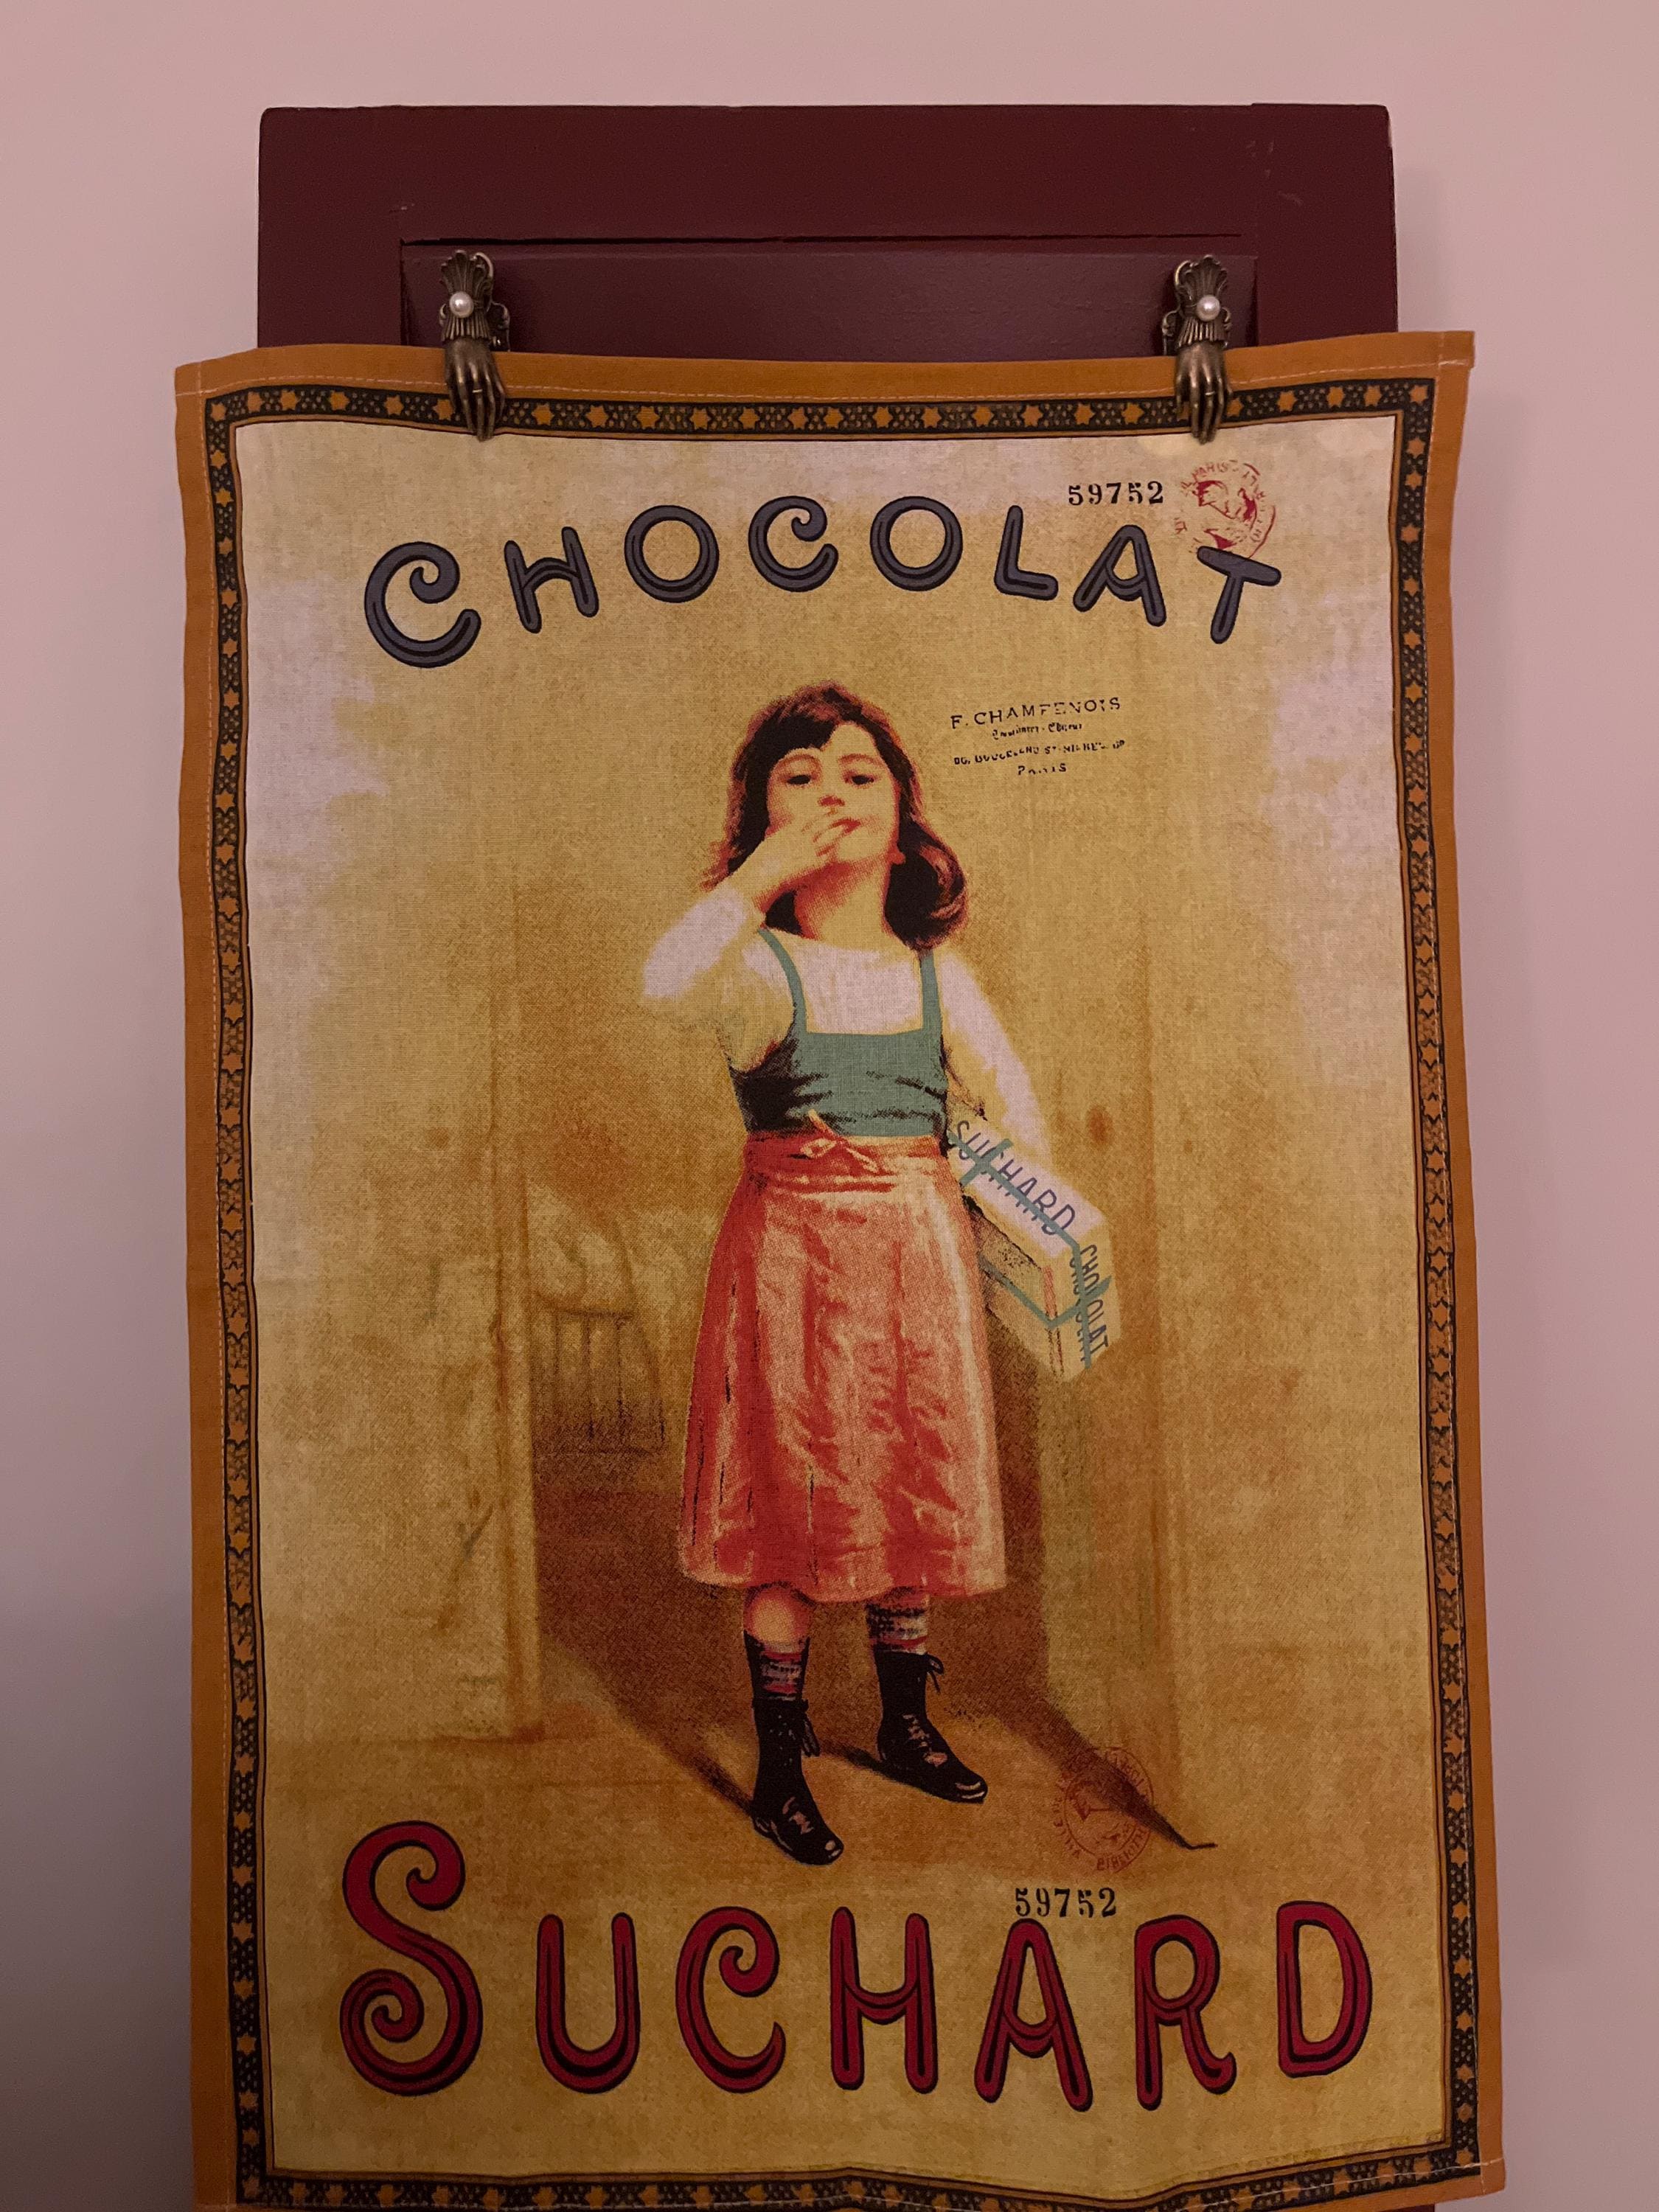 59752
CHOCOLAT
F. CHAMPENOIS
PARIS
SUCHARD
CHOCOLAT
59752
SUCHARD